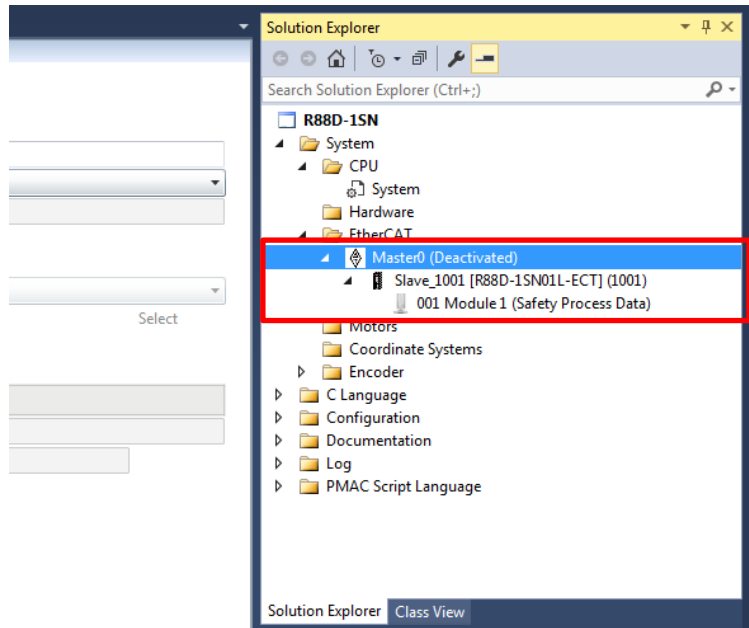 Solution Explorer
Search Solution Explorer (Ctrl+;)
R88D-1SN
System
CPU
System
Hardware
EtherCAT
Master0 (Deactivated)
Slave_1001 [R88D-1SN01L-ECT] (1001)
001 Module 1 (Safety Process Data)
Motors
Select
Coordinate Systems
Encoder
C Language
Configuration
Documentation
Log
PMAC Script Language
Solution Explorer Class View